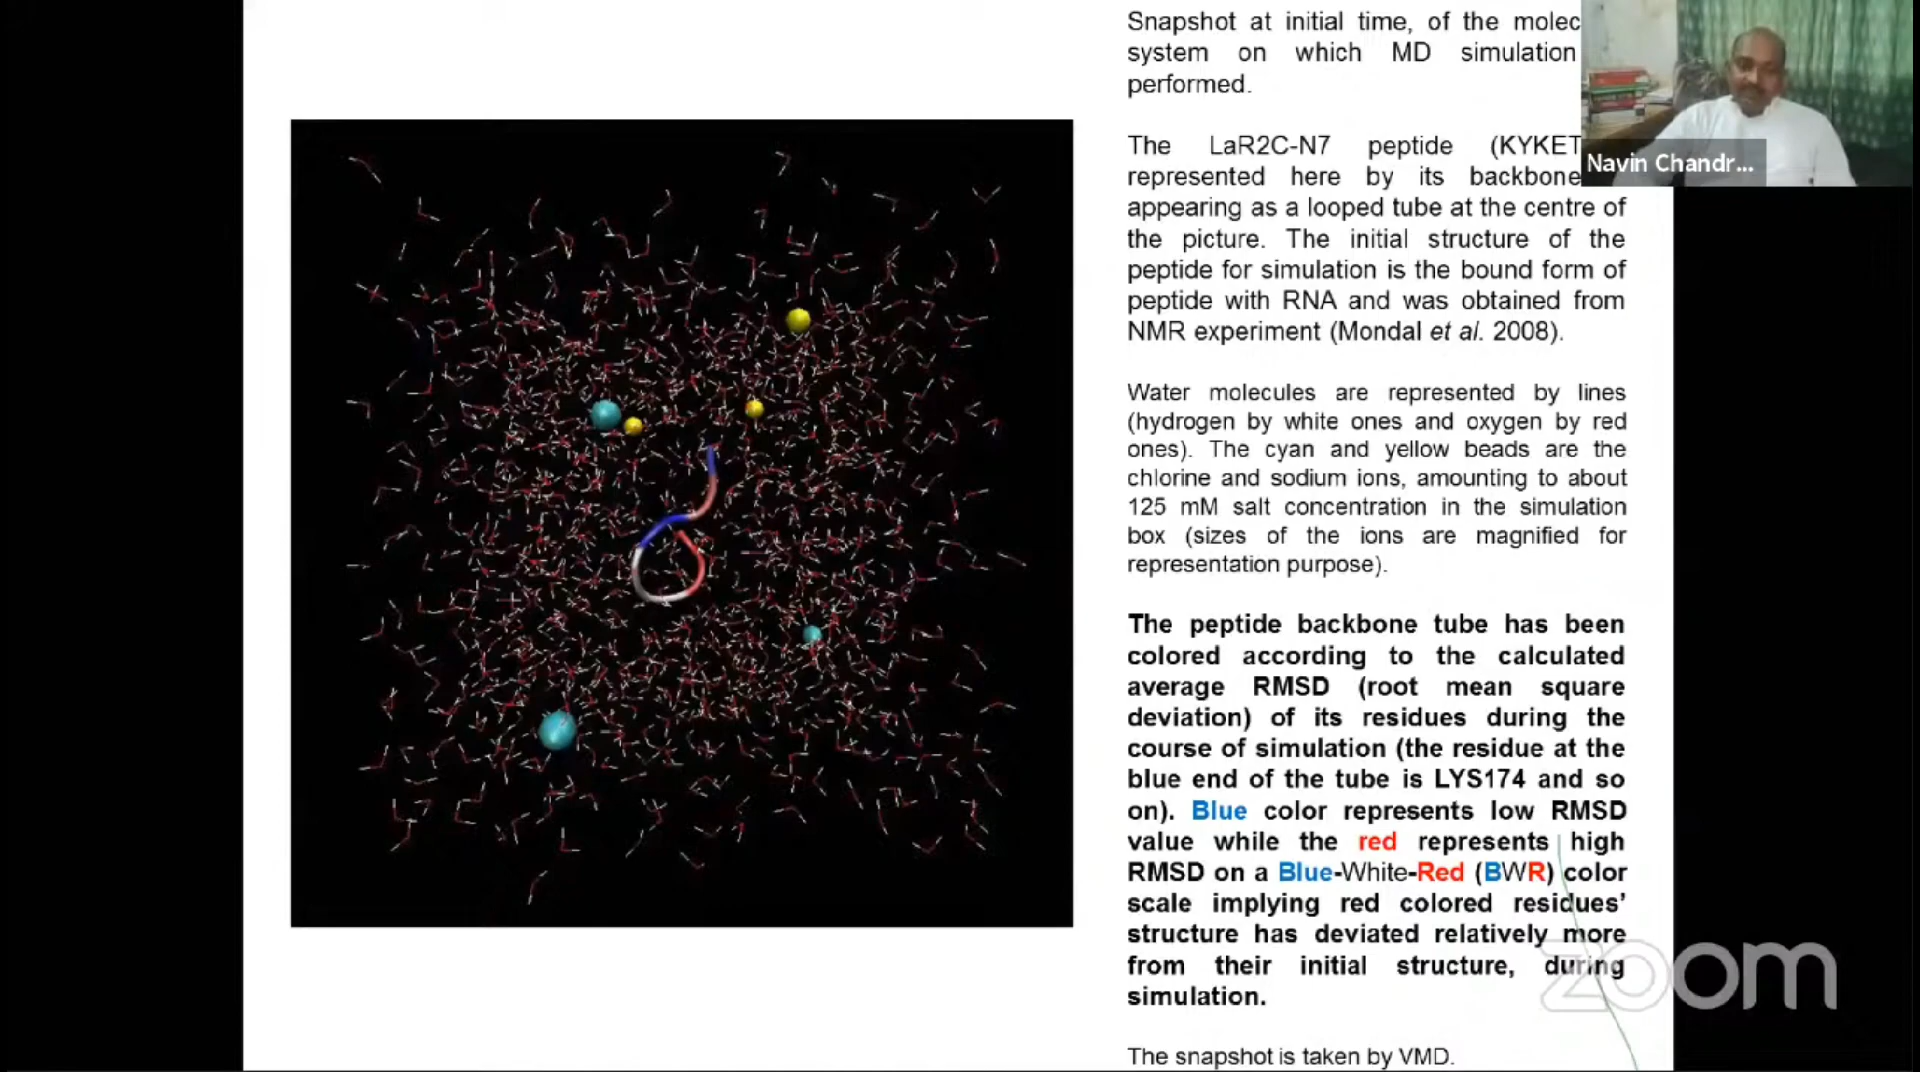 Snapshot at initial time, of the molec
system on which MD simulation
performed.
The LaR2C-N7 peptide (KYKET
represented here by its backbone
appearing as a looped tube at the centre of
the picture. The initial structure of the
peptide for simulation is the bound form of
peptide with RNA and was obtained from
NMR experiment (Mondal et al. 2008).
Water molecules are represented by lines
(hydrogen by white ones and oxygen by red
ones). The cyan and yellow beads are the
chlorine and sodium ions, amounting to about
125 mM salt concentration in the simulation
box (sizes of the ions are magnified for
representation purpose).
The peptide backbone tube has been
colored according to the calculated
average RMSD (root mean square
deviation) of its residues during the
course of simulation (the residue at the
blue end of the tube is LYS174 and so
on). Blue color represents low RMSD
value while the red represents high
RMSD on a Blue-White-Red (BWR) color
scale implying red colored residues’
structure has deviated relatively more
from their initial structure, during
simulation.
The snapshot is taken by VMD.
Navin Chandr...
zoom